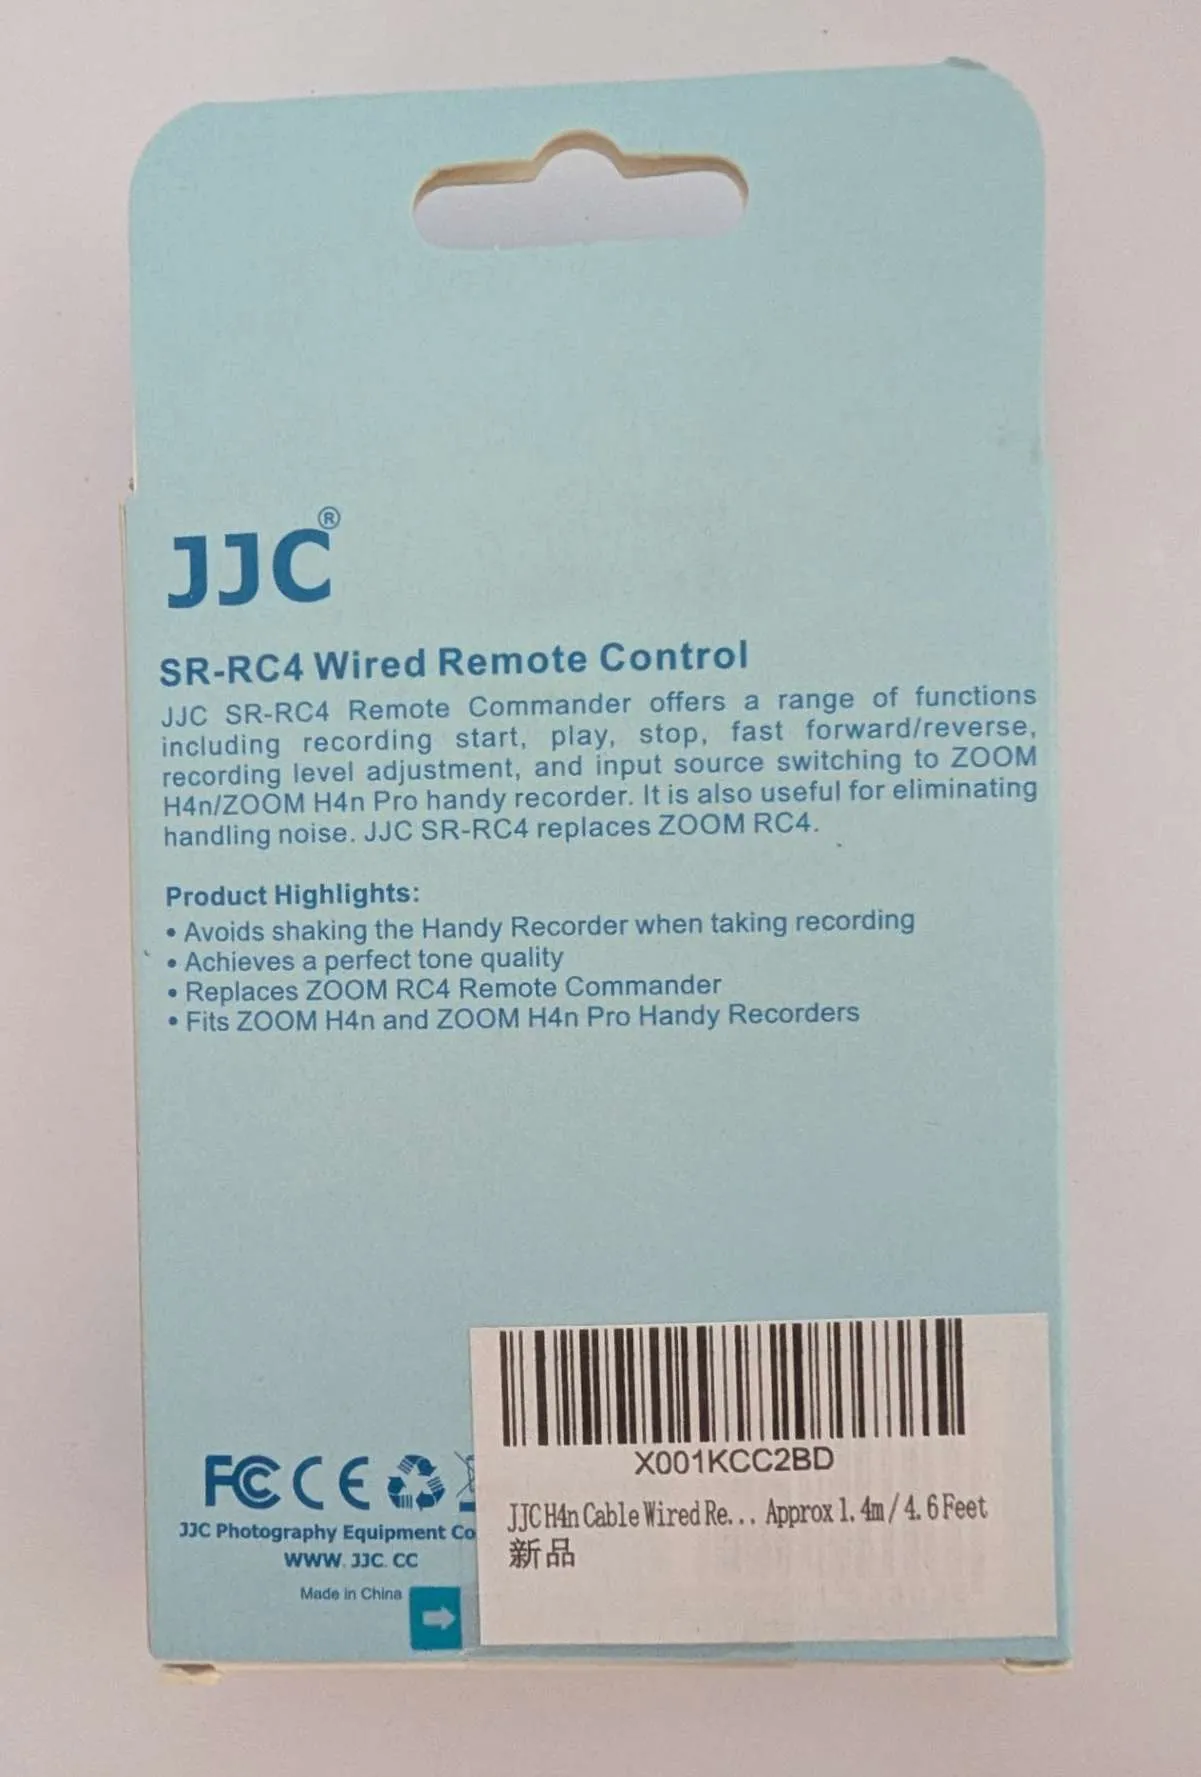 JJC®
SR-RC4 Wired Remote Control
JJC SR-RC4 Remote Commander offers a range of functions
including recording start, play, stop, fast forward/reverse,
recording level adjustment, and input source switching to ZOOM
H4n/ZOOM H4n Pro handy recorder. It is also useful for eliminating
handling noise. JJC SR-RC4 replaces ZOOM RC4.
Product Highlights:
• Avoids shaking the Handy Recorder when taking recording
• Achieves a perfect tone quality
• Replaces ZOOM RC4 Remote Commander
• Fits ZOOM H4n and ZOOM H4n Pro Handy Recorders
FC CE
JJC Photography Equipment Co
WWW.JJC.CC
Made in China
X001KCC2BD
JJC H4n Cable Wired Re... Approx 1.4m / 4.6 Feet
新品